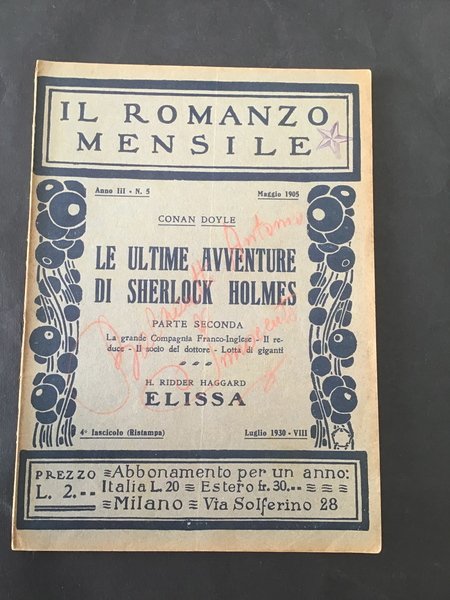 IL ROMANZO
MENSILE
Anno III - N. 5
Maggio 1905
CONAN DOYLE
LE ULTIME AVVENTURE
DI SHERLOCK HOLMES
PARTE SECONDA
La grande Compagnia Franco-Inglese - Il re-
duce - Il socio del dottore - Lotta di giganti
H. RIDDER HAGGARD
ELISSA
4° fascicolo (Ristampa)
Luglio 1930 - VIII
PREZZO
L. 2.--
Abbonamento per un anno:
Italia L. 20 Estero fr. 30.--
Milano Via Solferino 28
Antonio